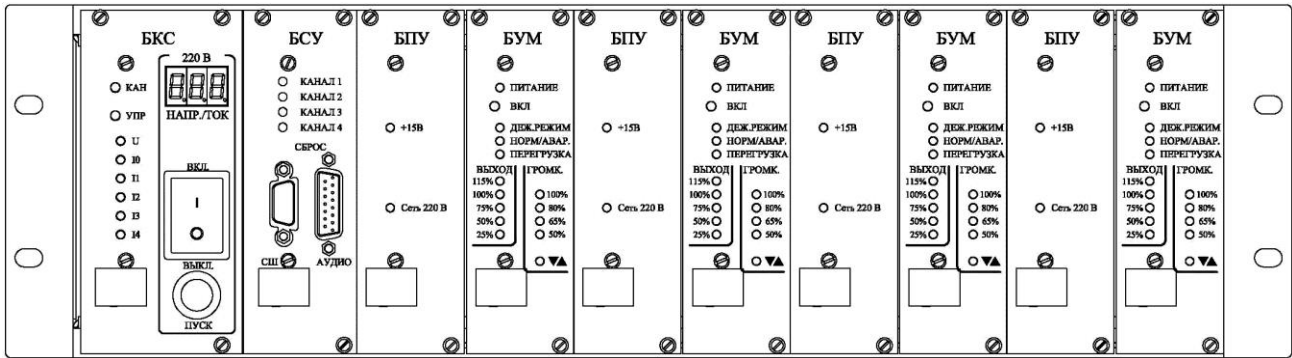 БКС
220 В
КАН
НАПР./ТОК
УПР
U
I0
I1
I2
I3
I4
ВКЛ.
I
O
ВЫКЛ.
ПУСК
БСУ
КАНАЛ 1
КАНАЛ 2
КАНАЛ 3
КАНАЛ 4
СБРОС
СШ АУДИО
БПУ
+15В
Сеть 220 В
БУМ
ПИТАНИЕ
ВКЛ
ДЕЖ.РЕЖИМ
НОРМ/АВАР.
ПЕРЕГРУЗКА
ВЫХОД ГРОМК.
115%
100% 100%
75% 80%
50% 65%
25% 50%
▼▲
БПУ
+15В
Сеть 220 В
БУМ
ПИТАНИЕ
ВКЛ
ДЕЖ.РЕЖИМ
НОРМ/АВАР.
ПЕРЕГРУЗКА
ВЫХОД ГРОМК.
115%
100% 100%
75% 80%
50% 65%
25% 50%
▼▲
БПУ
+15В
Сеть 220 В
БУМ
ПИТАНИЕ
ВКЛ
ДЕЖ.РЕЖИМ
НОРМ/АВАР.
ПЕРЕГРУЗКА
ВЫХОД ГРОМК.
115%
100% 100%
75% 80%
50% 65%
25% 50%
▼▲
БПУ
+15В
Сеть 220 В
БУМ
ПИТАНИЕ
ВКЛ
ДЕЖ.РЕЖИМ
НОРМ/АВАР.
ПЕРЕГРУЗКА
ВЫХОД ГРОМК.
115%
100% 100%
75% 80%
50% 65%
25% 50%
▼▲